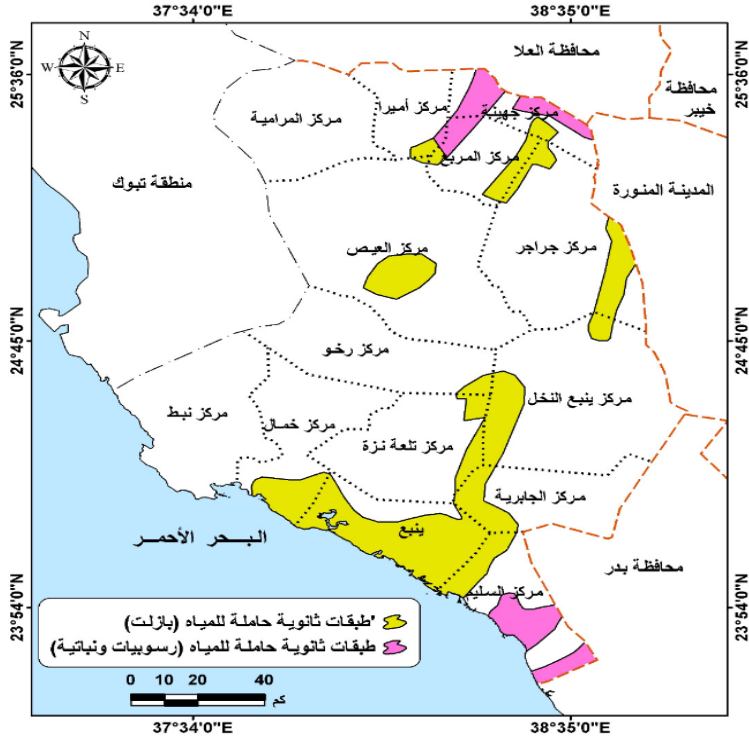 37°34'0"E 38°35'0"E
N
W E
S
25°36'0"N
25°36'0"N
محافظة العلا
محافظة
خيبر
مركز المرامية
مركز أميرا
مركز جهينة
مركز المربع
منطقة تبوك
المدينة المنورة
مركز العيص
مركز جراجر
24°45'0"N
24°45'0"N
مركز رخو
مركز نبط
مركز خمال
مركز تلعة نزة
مركز ينبع النخل
مركز الجابرية
ينبع
البحر الأحمر
محافظة بدر
مركز السليم
23°54'0"N
23°54'0"N
'طبقات ثانوية حاملة للمياه (بازلت)
طبقات ثانوية حاملة للمياه (رسوبيات ونباتية)
0 10 20 40
كم
37°34'0"E 38°35'0"E